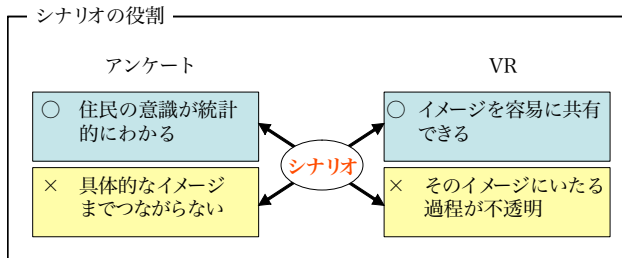 シナリオの役割
アンケート
VR
○ 住民の意識が統計
的にわかる
○ イメージを容易に共有
できる
シナリオ
× 具体的なイメージ
までつながらない
× そのイメージにいたる
過程が不透明